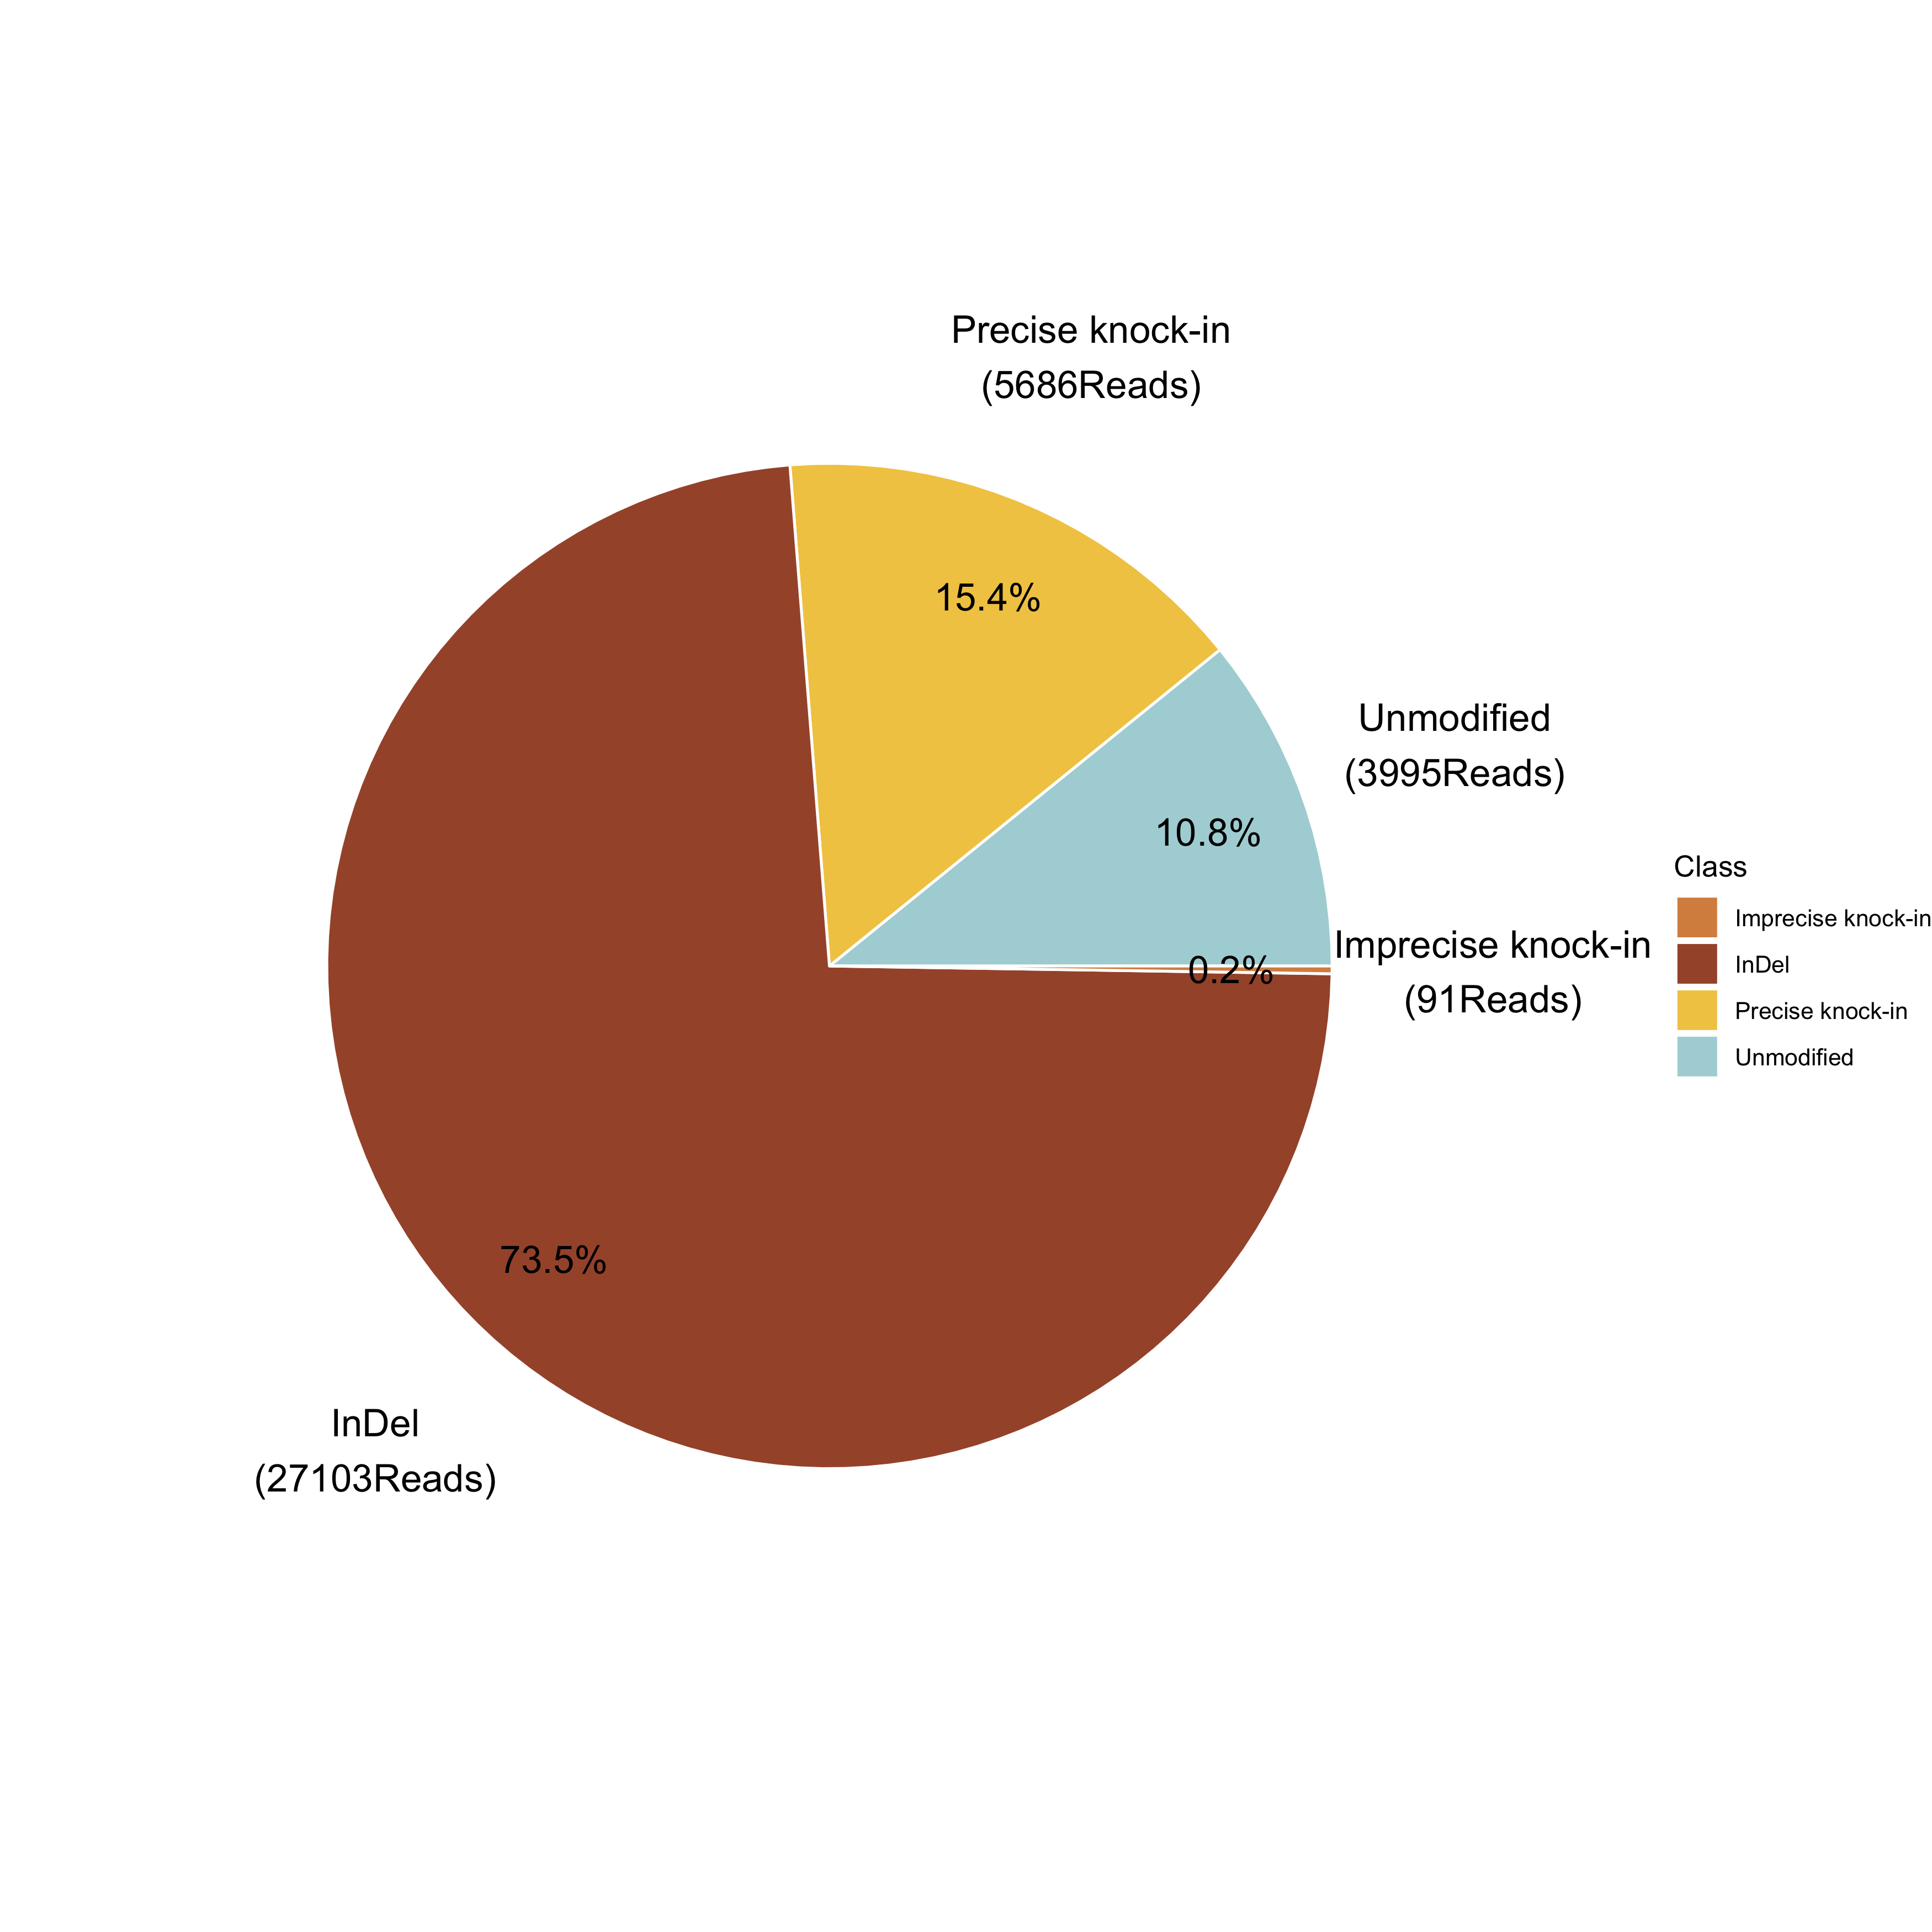 Precise knock-in
(5686Reads)
15.4%
Unmodified
(3995Reads)
10.8%
Imprecise knock-in
(91Reads)
0.2%
73.5%
InDel
(27103Reads)
Class
Imprecise knock-in
InDel
Precise knock-in
Unmodified